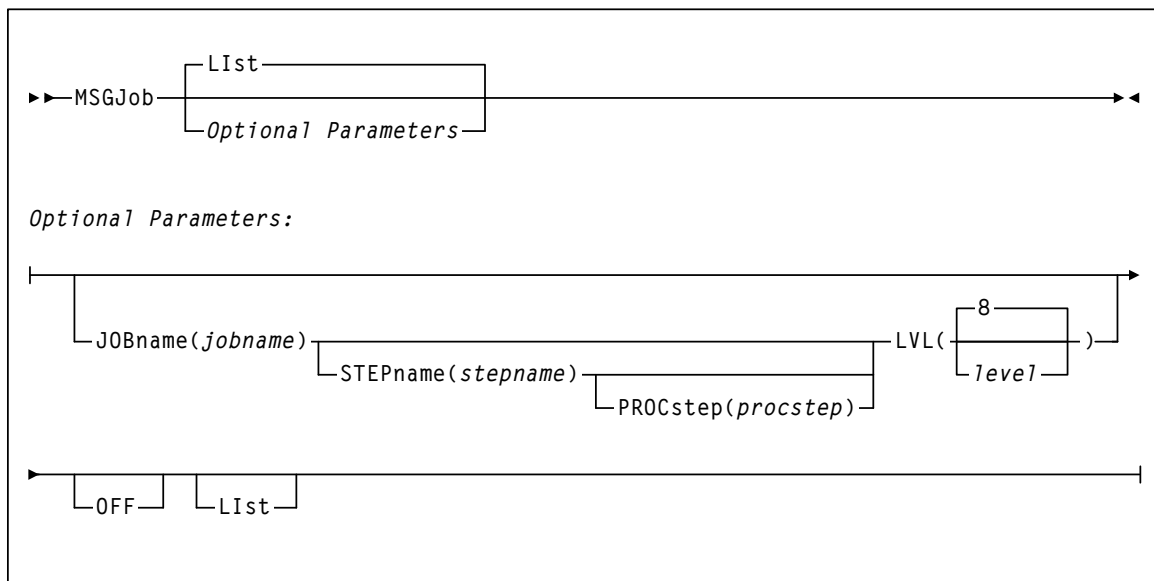 LIst
MSGJob
Optional Parameters
Optional Parameters:
8
JOBname(jobname) LVL( )
STEPname(stepname) level
PROCstep(procstep)
OFF LIst